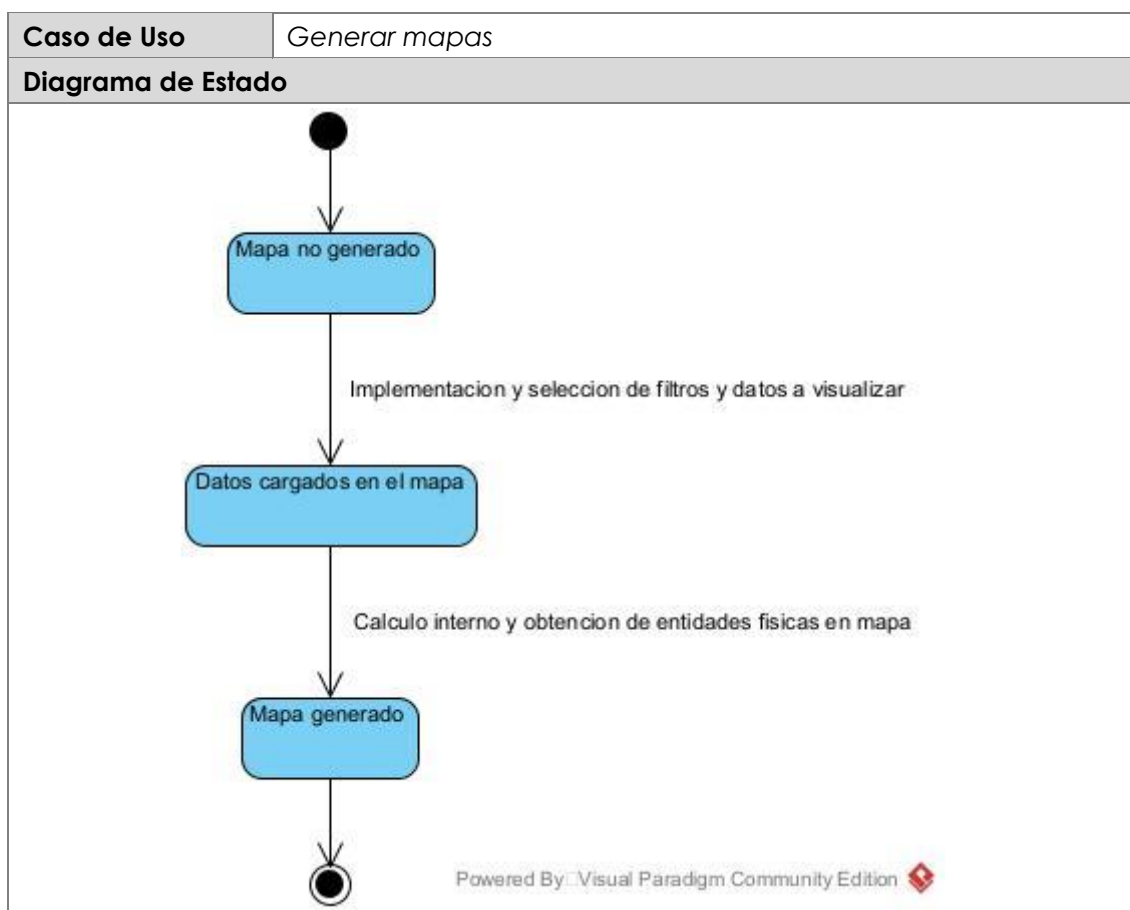 Caso de Uso Generar mapas
Diagrama de Estado
Mapa no generado
Implementacion y seleccion de filtros y datos a visualizar
Datos cargados en el mapa
Calculo interno y obtencion de entidades fisicas en mapa
Mapa generado
Powered By Visual Paradigm Community Edition